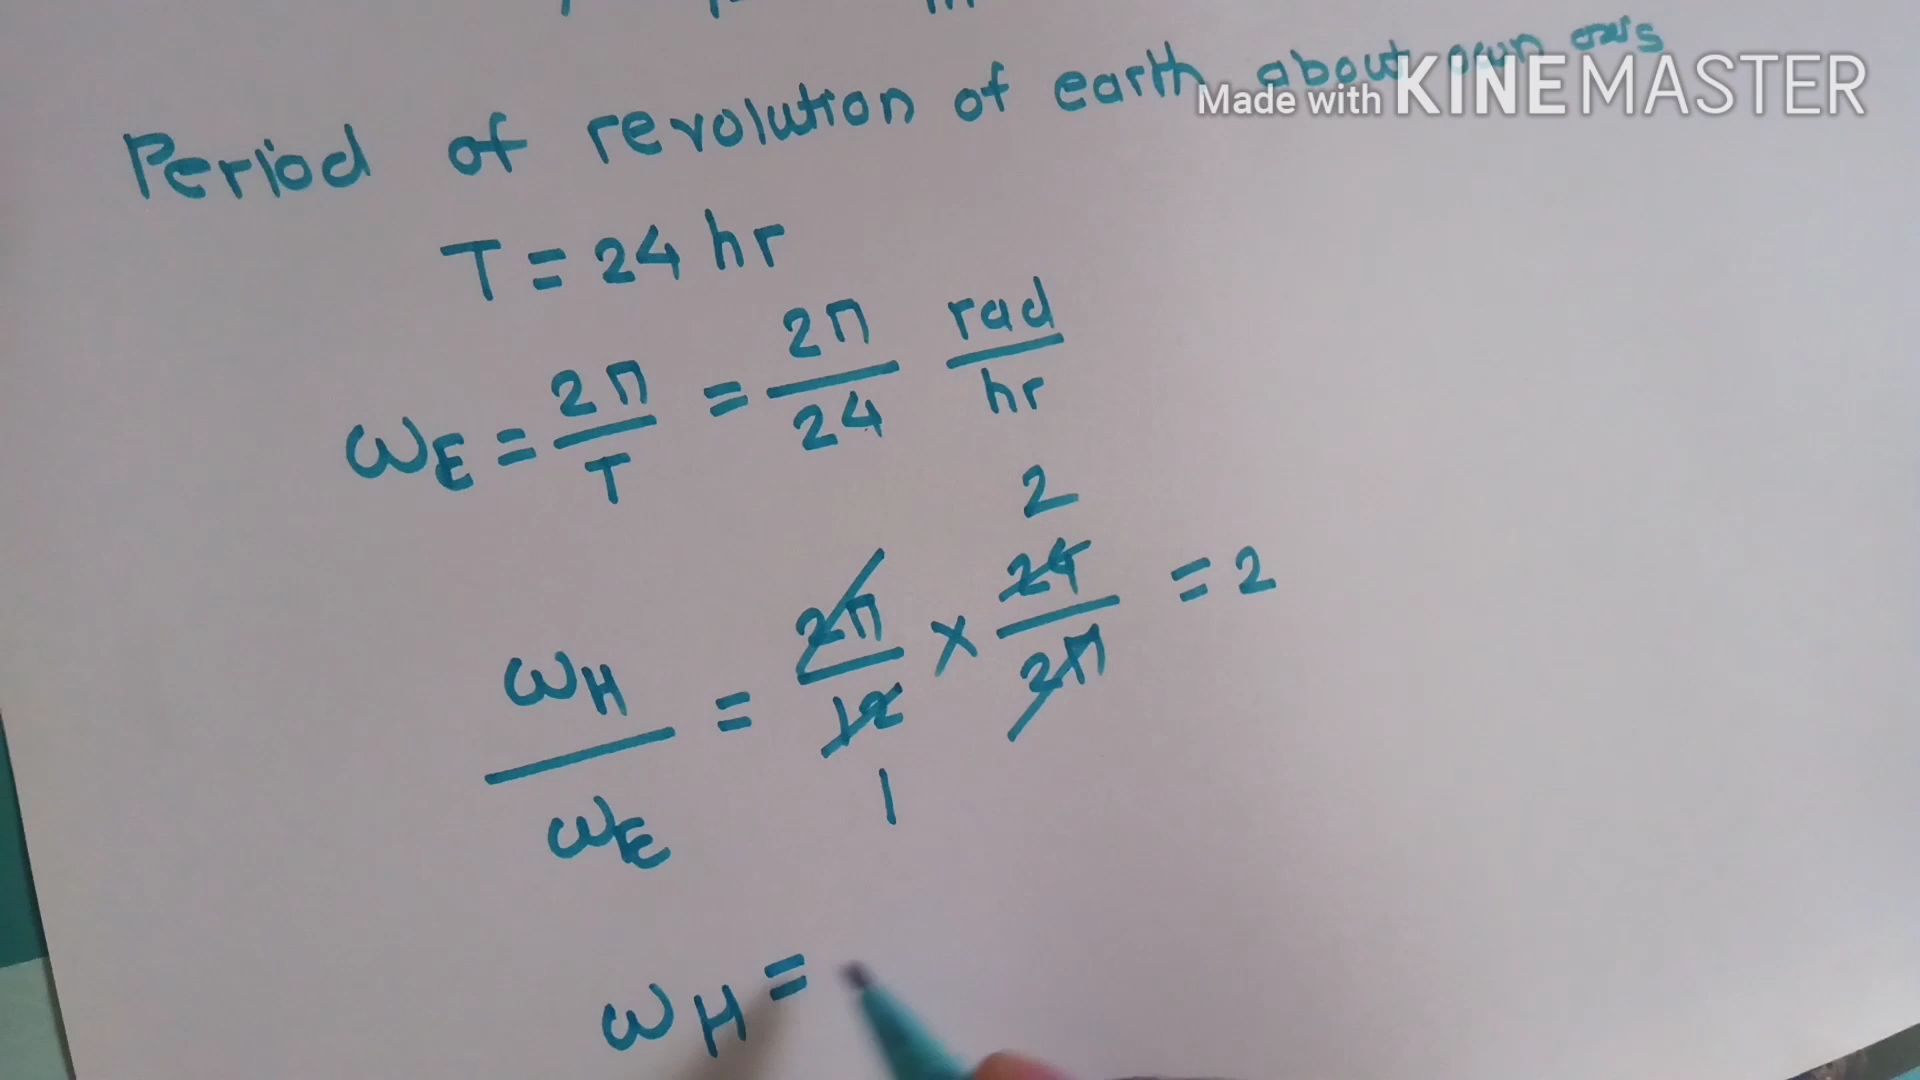 Period of revolution of earth about own axis
Made with KINEMASTER
T = 24 hr
ωE = 2π/T = 2π/24 rad/hr
ωH/ωE = 2π/12 × 24/2π = 2
2
1
ωH =